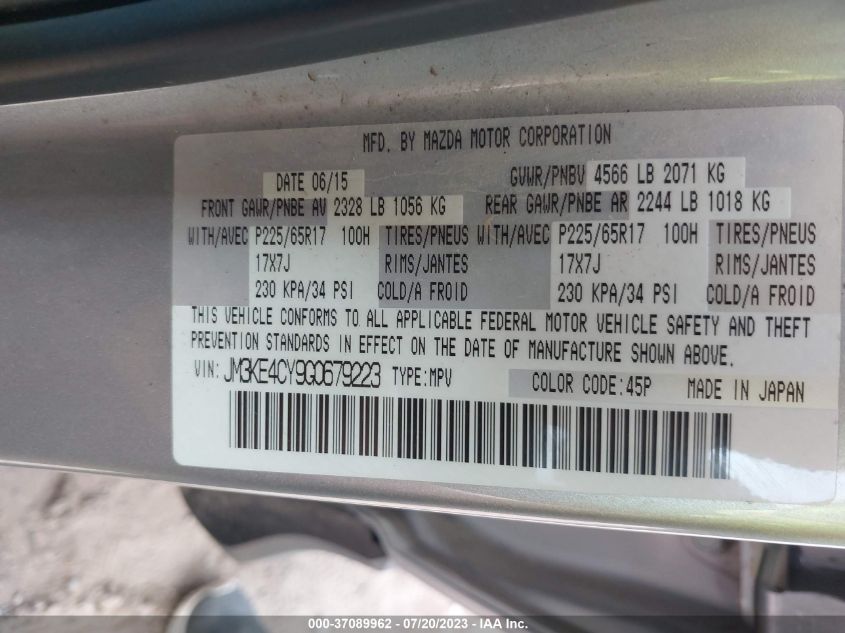 MFD. BY MAZDA MOTOR CORPORATION
DATE 06/15 GVWR/PNBV 4566 LB 2071 KG
FRONT GAWR/PNBE AV 2328 LB 1056 KG REAR GAWR/PNBE AR 2244 LB 1018 KG
WITH/AVEC P225/65R17 100H TIRES/PNEUS WITH/AVEC P225/65R17 100H TIRES/PNEUS
17X7J RIMS/JANTES 17X7J RIMS/JANTES
230 KPA/34 PSI COLD/A FROID 230 KPA/34 PSI COLD/A FROID
THIS VEHICLE CONFORMS TO ALL APPLICABLE FEDERAL MOTOR VEHICLE SAFETY AND THEFT
PREVENTION STANDARDS IN EFFECT ON THE DATE OF MANUFACTURE SHOWN ABOVE.
VIN: JM3KE4CY9G0679223 TYPE:MPV COLOR CODE:45P MADE IN JAPAN
000-37089962 - 07/20/2023 - IAA Inc.